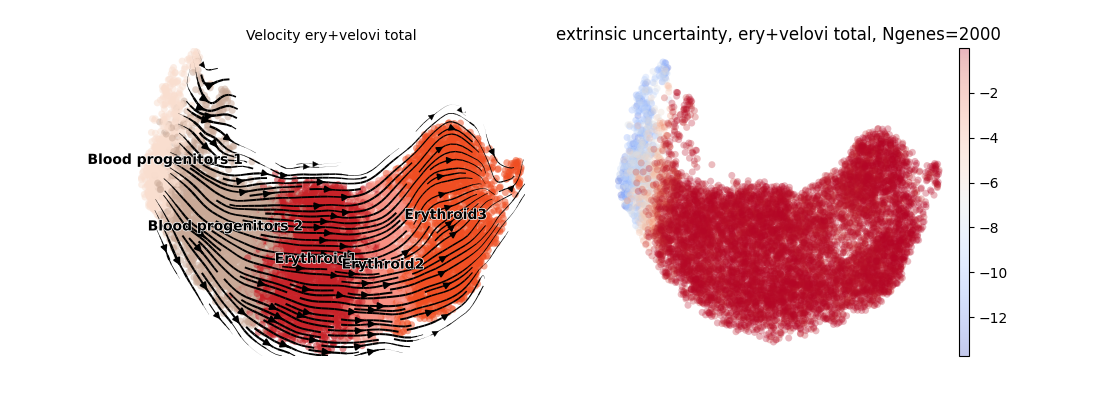 Velocity ery+velovi total
Blood progenitors 1
Blood progenitors 2
Erythroid3
Erythroid1
Erythroid2
extrinsic uncertainty, ery+velovi total, Ngenes=2000
−2
−4
−6
−8
−10
−12